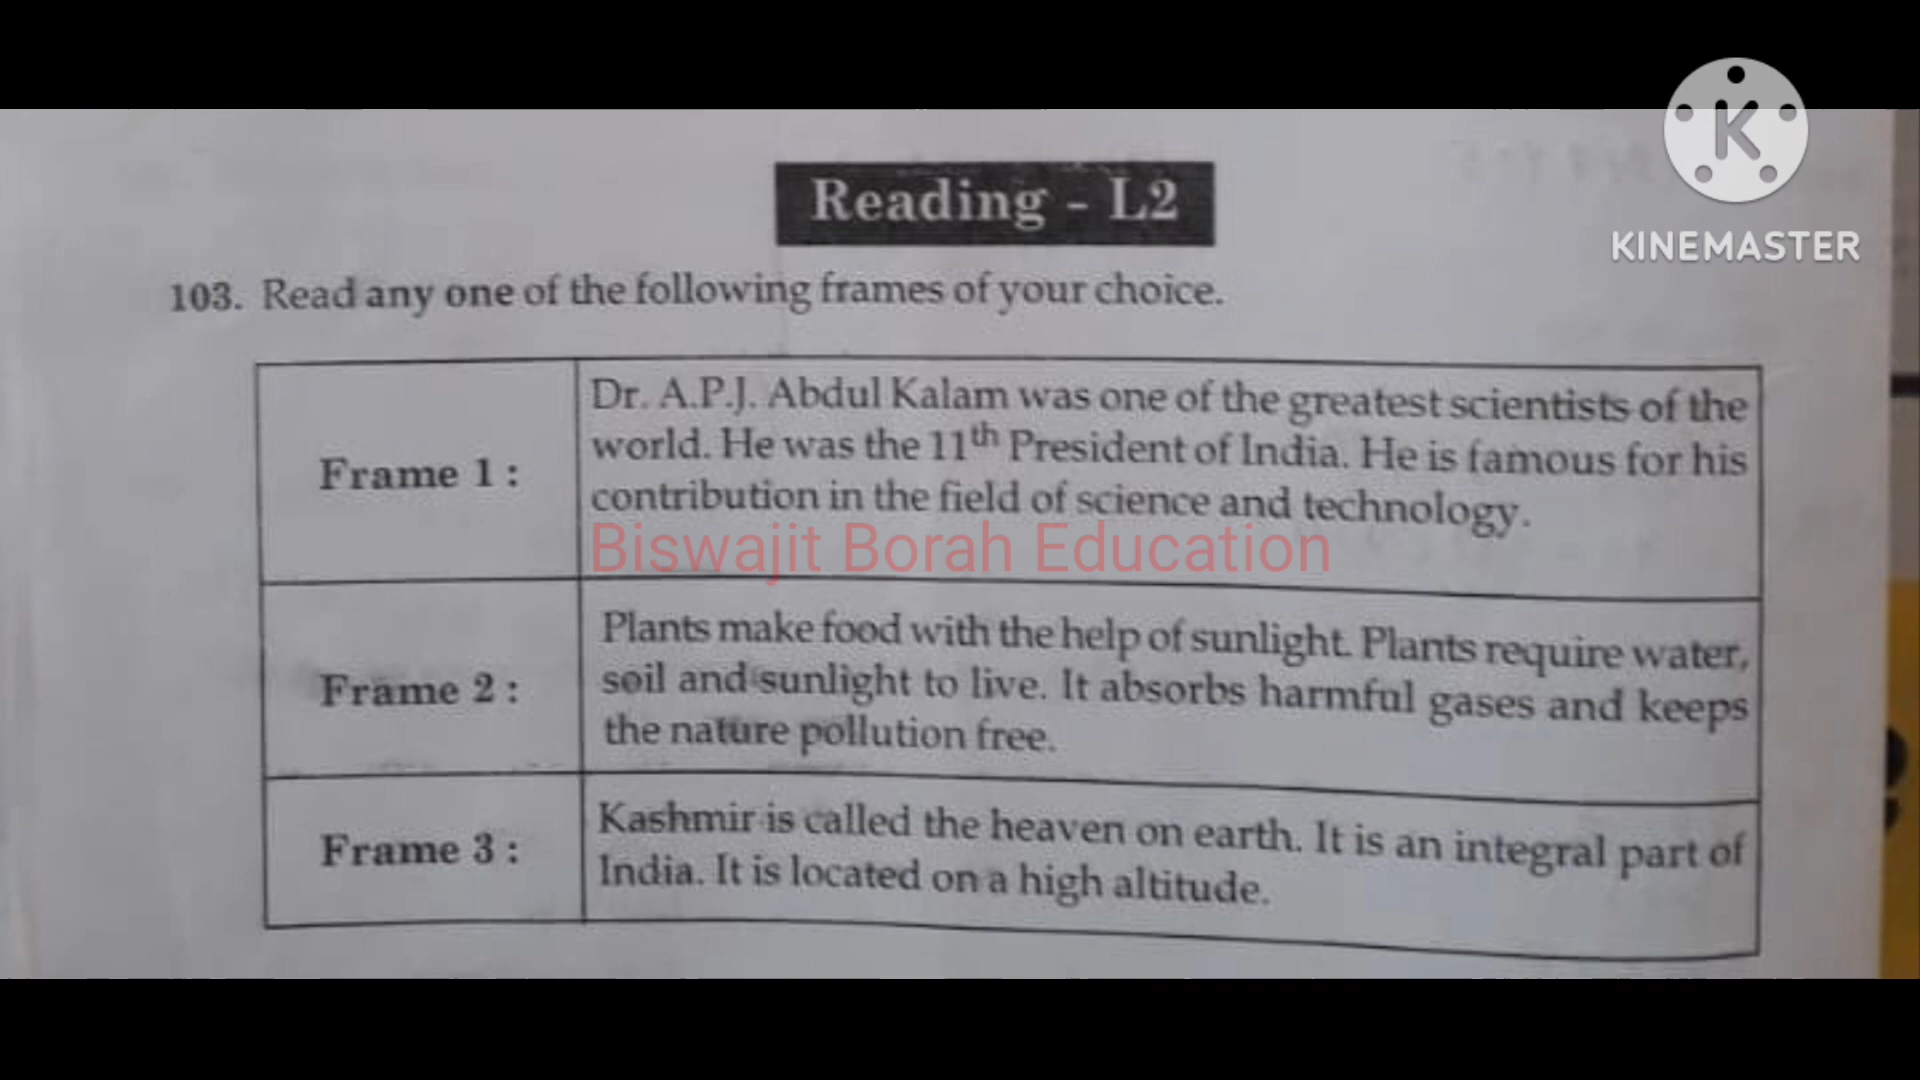 K
KINEMASTER
Reading - L2
103. Read any one of the following frames of your choice.
Frame 1 :
Dr. A.P.J. Abdul Kalam was one of the greatest scientists of the
world. He was the 11th President of India. He is famous for his
contribution in the field of science and technology.
Biswajit Borah Education
Frame 2 :
Plants make food with the help of sunlight. Plants require water,
soil and sunlight to live. It absorbs harmful gases and keeps
the nature pollution free.
Frame 3 :
Kashmir is called the heaven on earth. It is an integral part of
India. It is located on a high altitude.